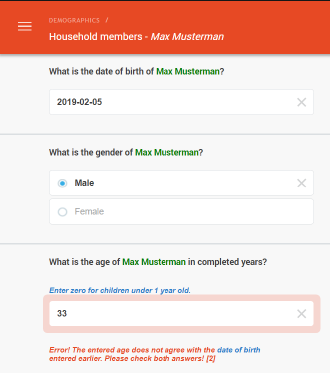 DEMOGRAPHICS /
Household members - Max Musterman
What is the date of birth of Max Musterman?
2019-02-05
What is the gender of Max Musterman?
Male
Female
What is the age of Max Musterman in completed years?
Enter zero for children under 1 year old.
33
Error! The entered age does not agree with the date of birth
entered earlier. Please check both answers! [2]